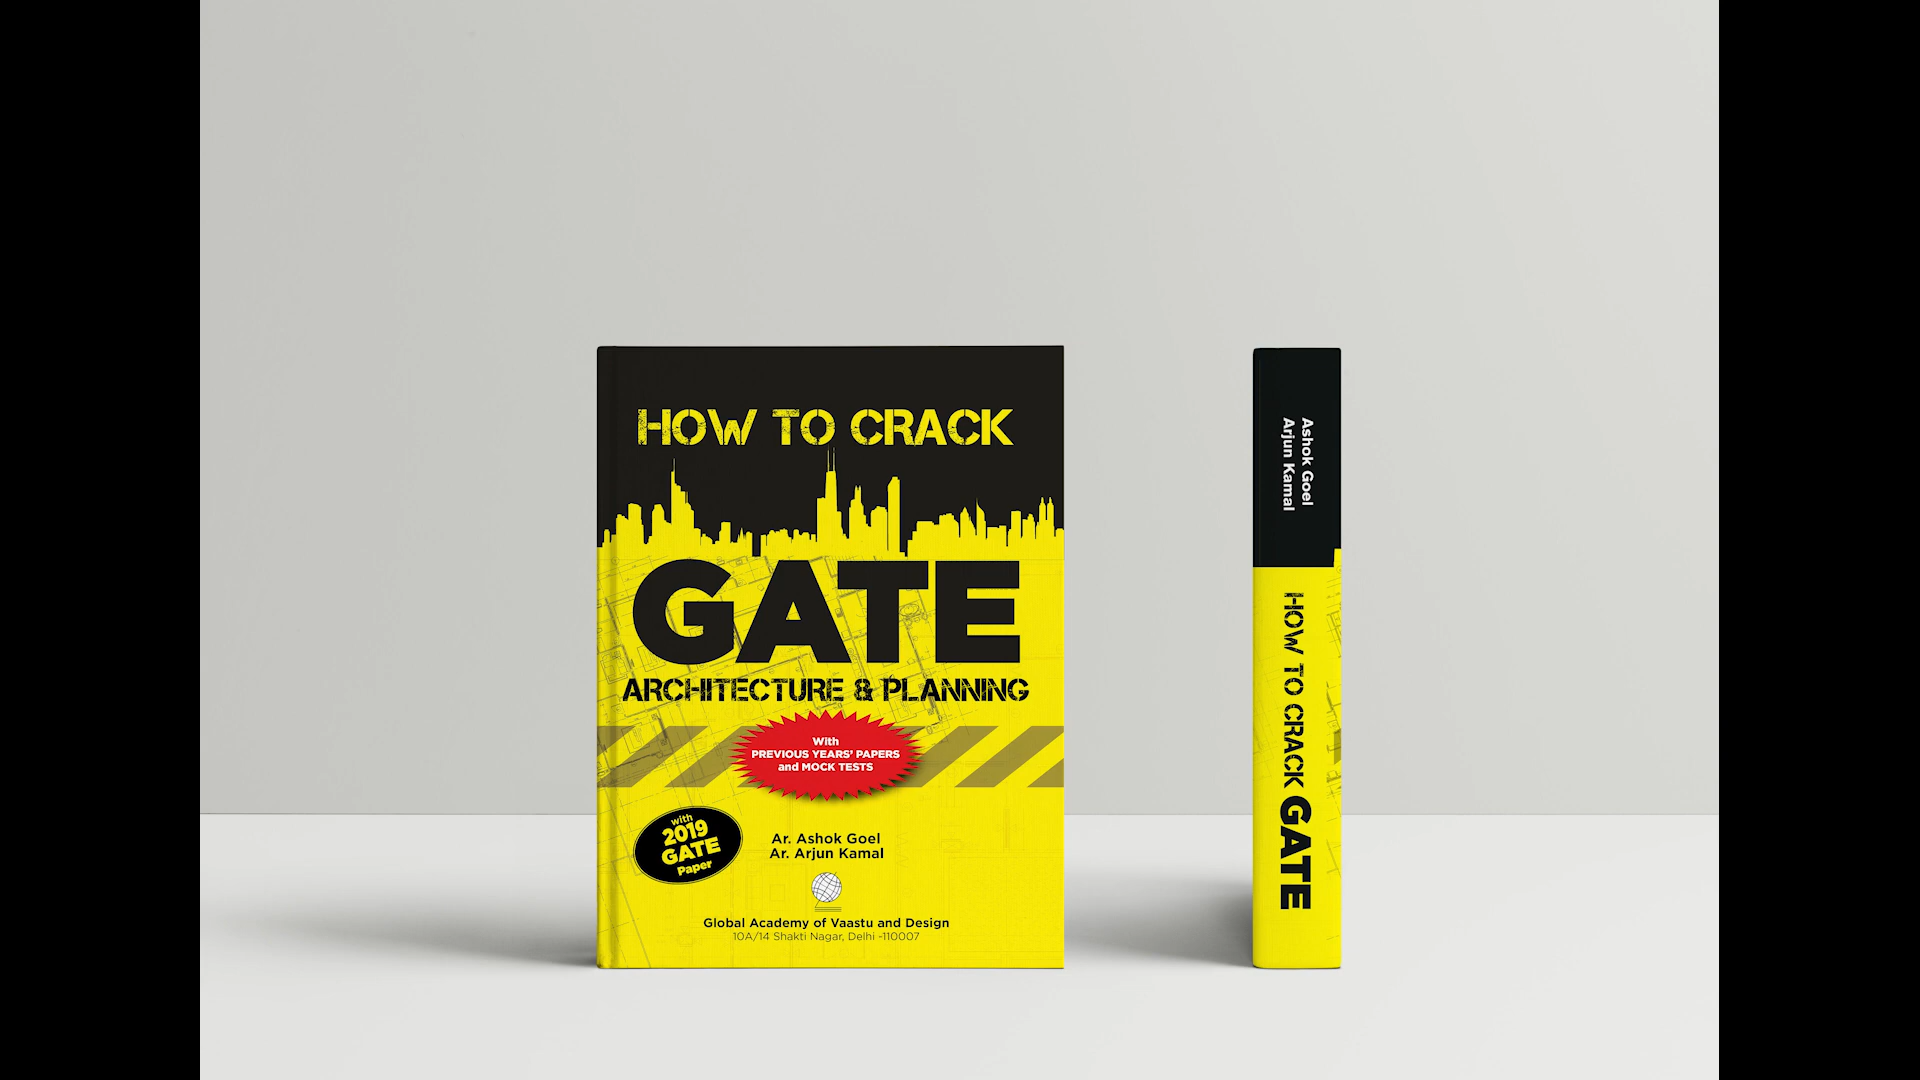 HOW TO CRACK
GATE
ARCHITECTURE & PLANNING
With
PREVIOUS YEARS' PAPERS
and MOCK TESTS
with
2019
GATE
Paper
Ar. Ashok Goel
Ar. Arjun Kamal
Global Academy of Vaastu and Design
10A/14 Shakti Nagar, Delhi -110007
Ashok Goel
Arjun Kamal
HOW TO CRACK GATE